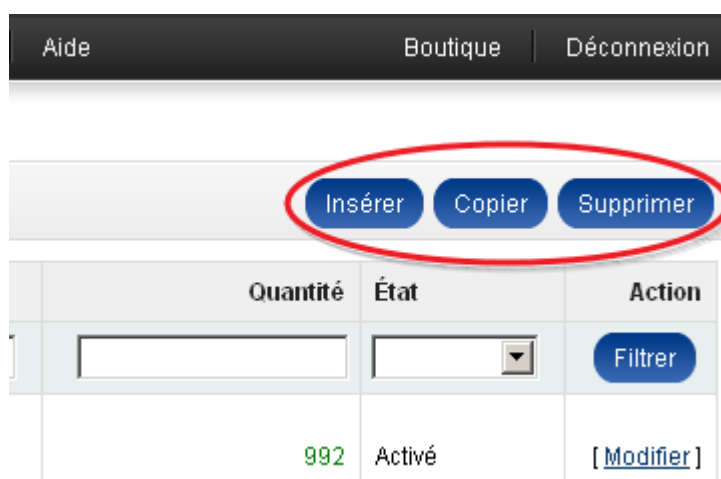 Aide Boutique Déconnexion
Insérer Copier Supprimer
Quantité État Action
Filtrer
992 Activé [ Modifier ]